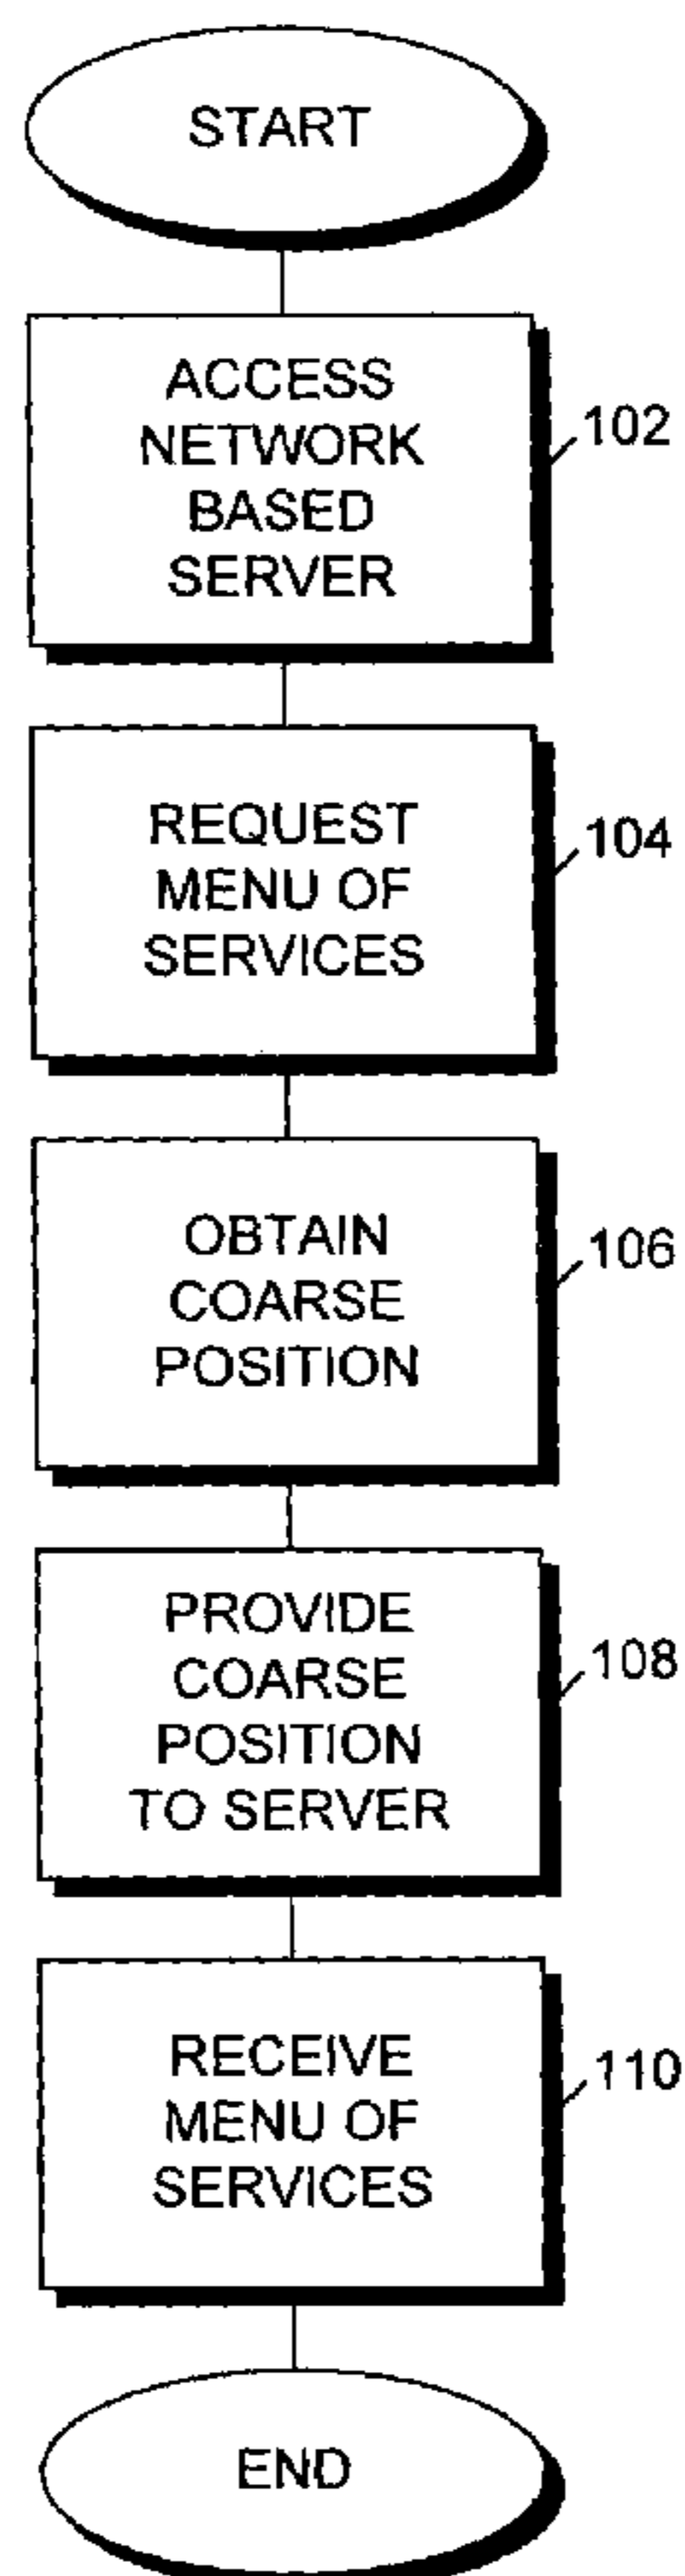 START
ACCESS
NETWORK
BASED
SERVER
102
REQUEST
MENU OF
SERVICES
104
OBTAIN
COARSE
POSITION
106
PROVIDE
COARSE
POSITION
TO SERVER
108
RECEIVE
MENU OF
SERVICES
110
END